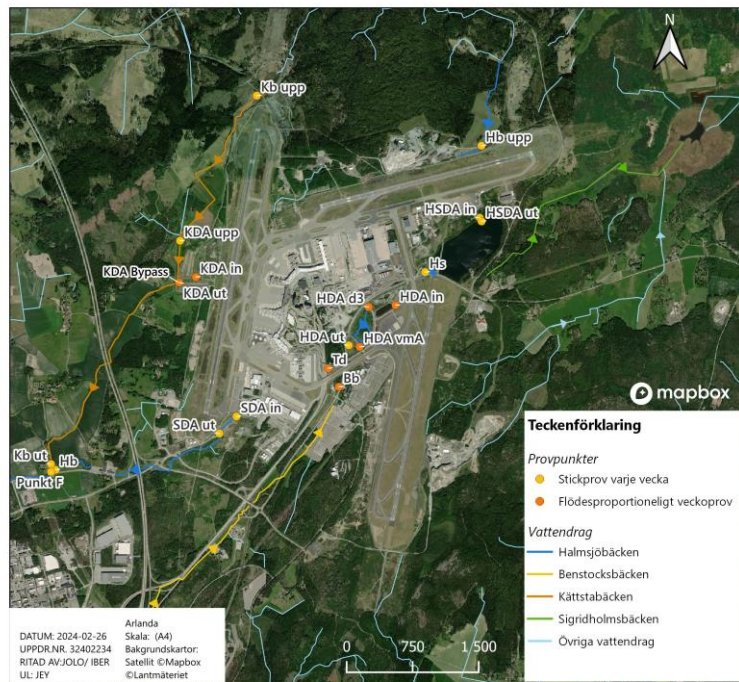 N
Kb upp
Hb upp
HSDA in
HSDA ut
KDA upp
Hs
KDA Bypass
KDA in
KDA ut
HDA d3
HDA in
HDA ut
HDA vmA
Td
Bb
mapbox
SDA in
SDA ut
Kb ut
Hb
Punkt F
Teckenförklaring
Provpunkter
Stickprov varje vecka
Flödesproportioneligt veckoprov
Vattendrag
Halmsjöbäcken
Benstocksbäcken
Kättstabäcken
Sigridholmsbäcken
Övriga vattendrag
Arlanda
DATUM: 2024-02-26
Skala: (A4)
UPPDR.NR. 32402234
Bakgrundskartor:
RITAD AV:JOLO/ IBER
Satellit ©Mapbox
UL: JEY
©Lantmäteriet
0 750 1 500